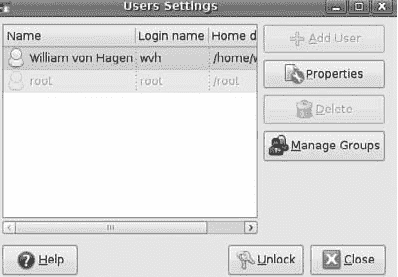 Users Settings
Name Login name Home d
William von Hagen wvh /home/w
root root /root
Add User
Properties
Delete
Manage Groups
Help
Unlock
Close